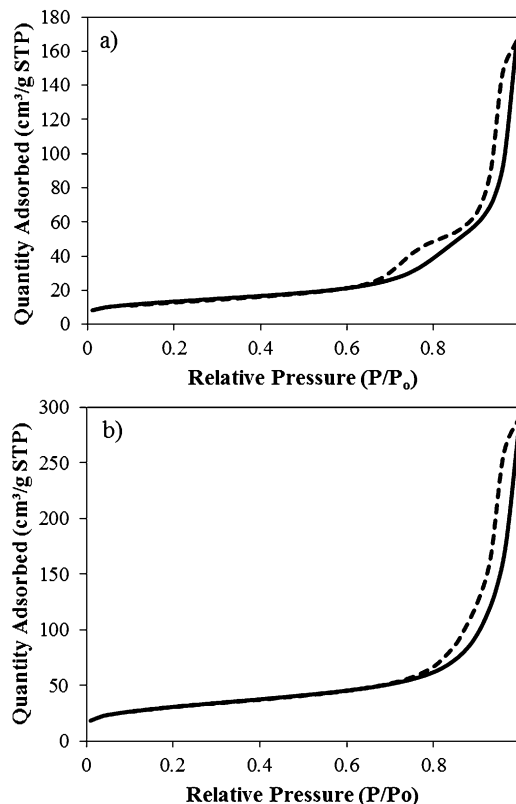 a)
Quantity Adsorbed (cm³/g STP)
180
160
140
120
100
80
60
40
20
0
0 0.2 0.4 0.6 0.8
Relative Pressure (P/Pₒ)
b)
Quantity Adsorbed (cm³/g STP)
300
250
200
150
100
50
0
0 0.2 0.4 0.6 0.8
Relative Pressure (P/Po)